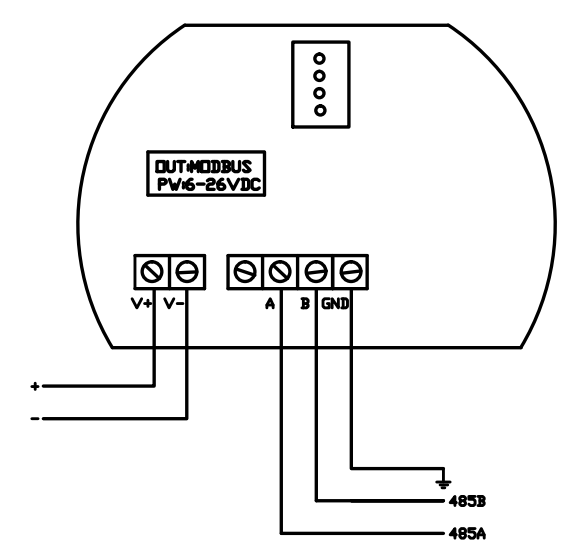 OUT:MODBUS
PW:6-26VDC
V+ V- A B GND
+
-
485B
485A